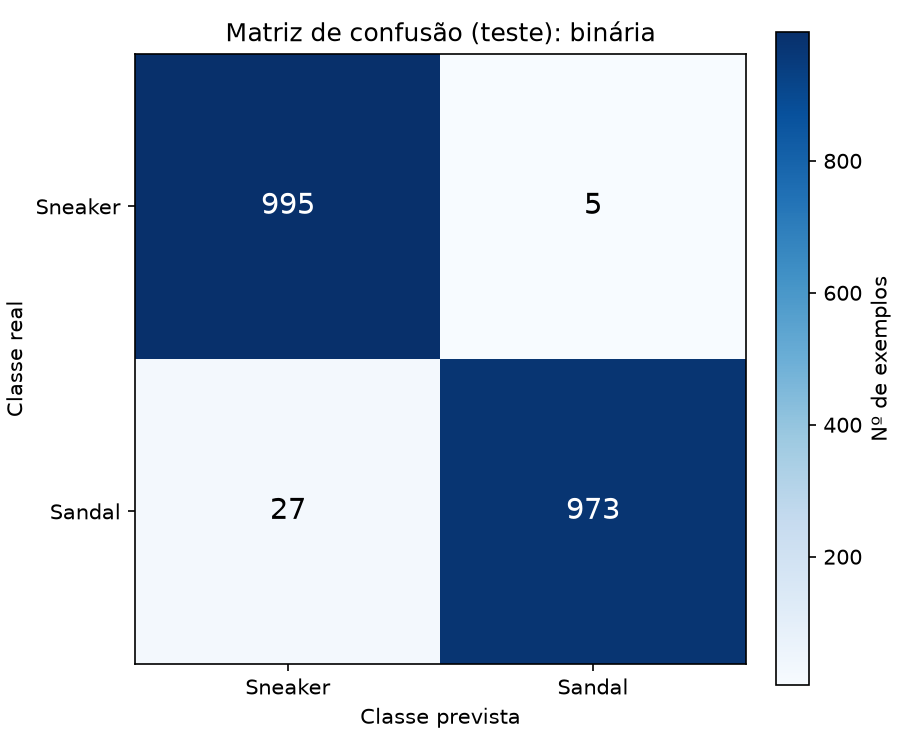 Matriz de confusão (teste): binária
Classe real
Sneaker
995
5
Sandal
27
973
Sneaker
Sandal
Classe prevista
800
600
400
200
Nº de exemplos